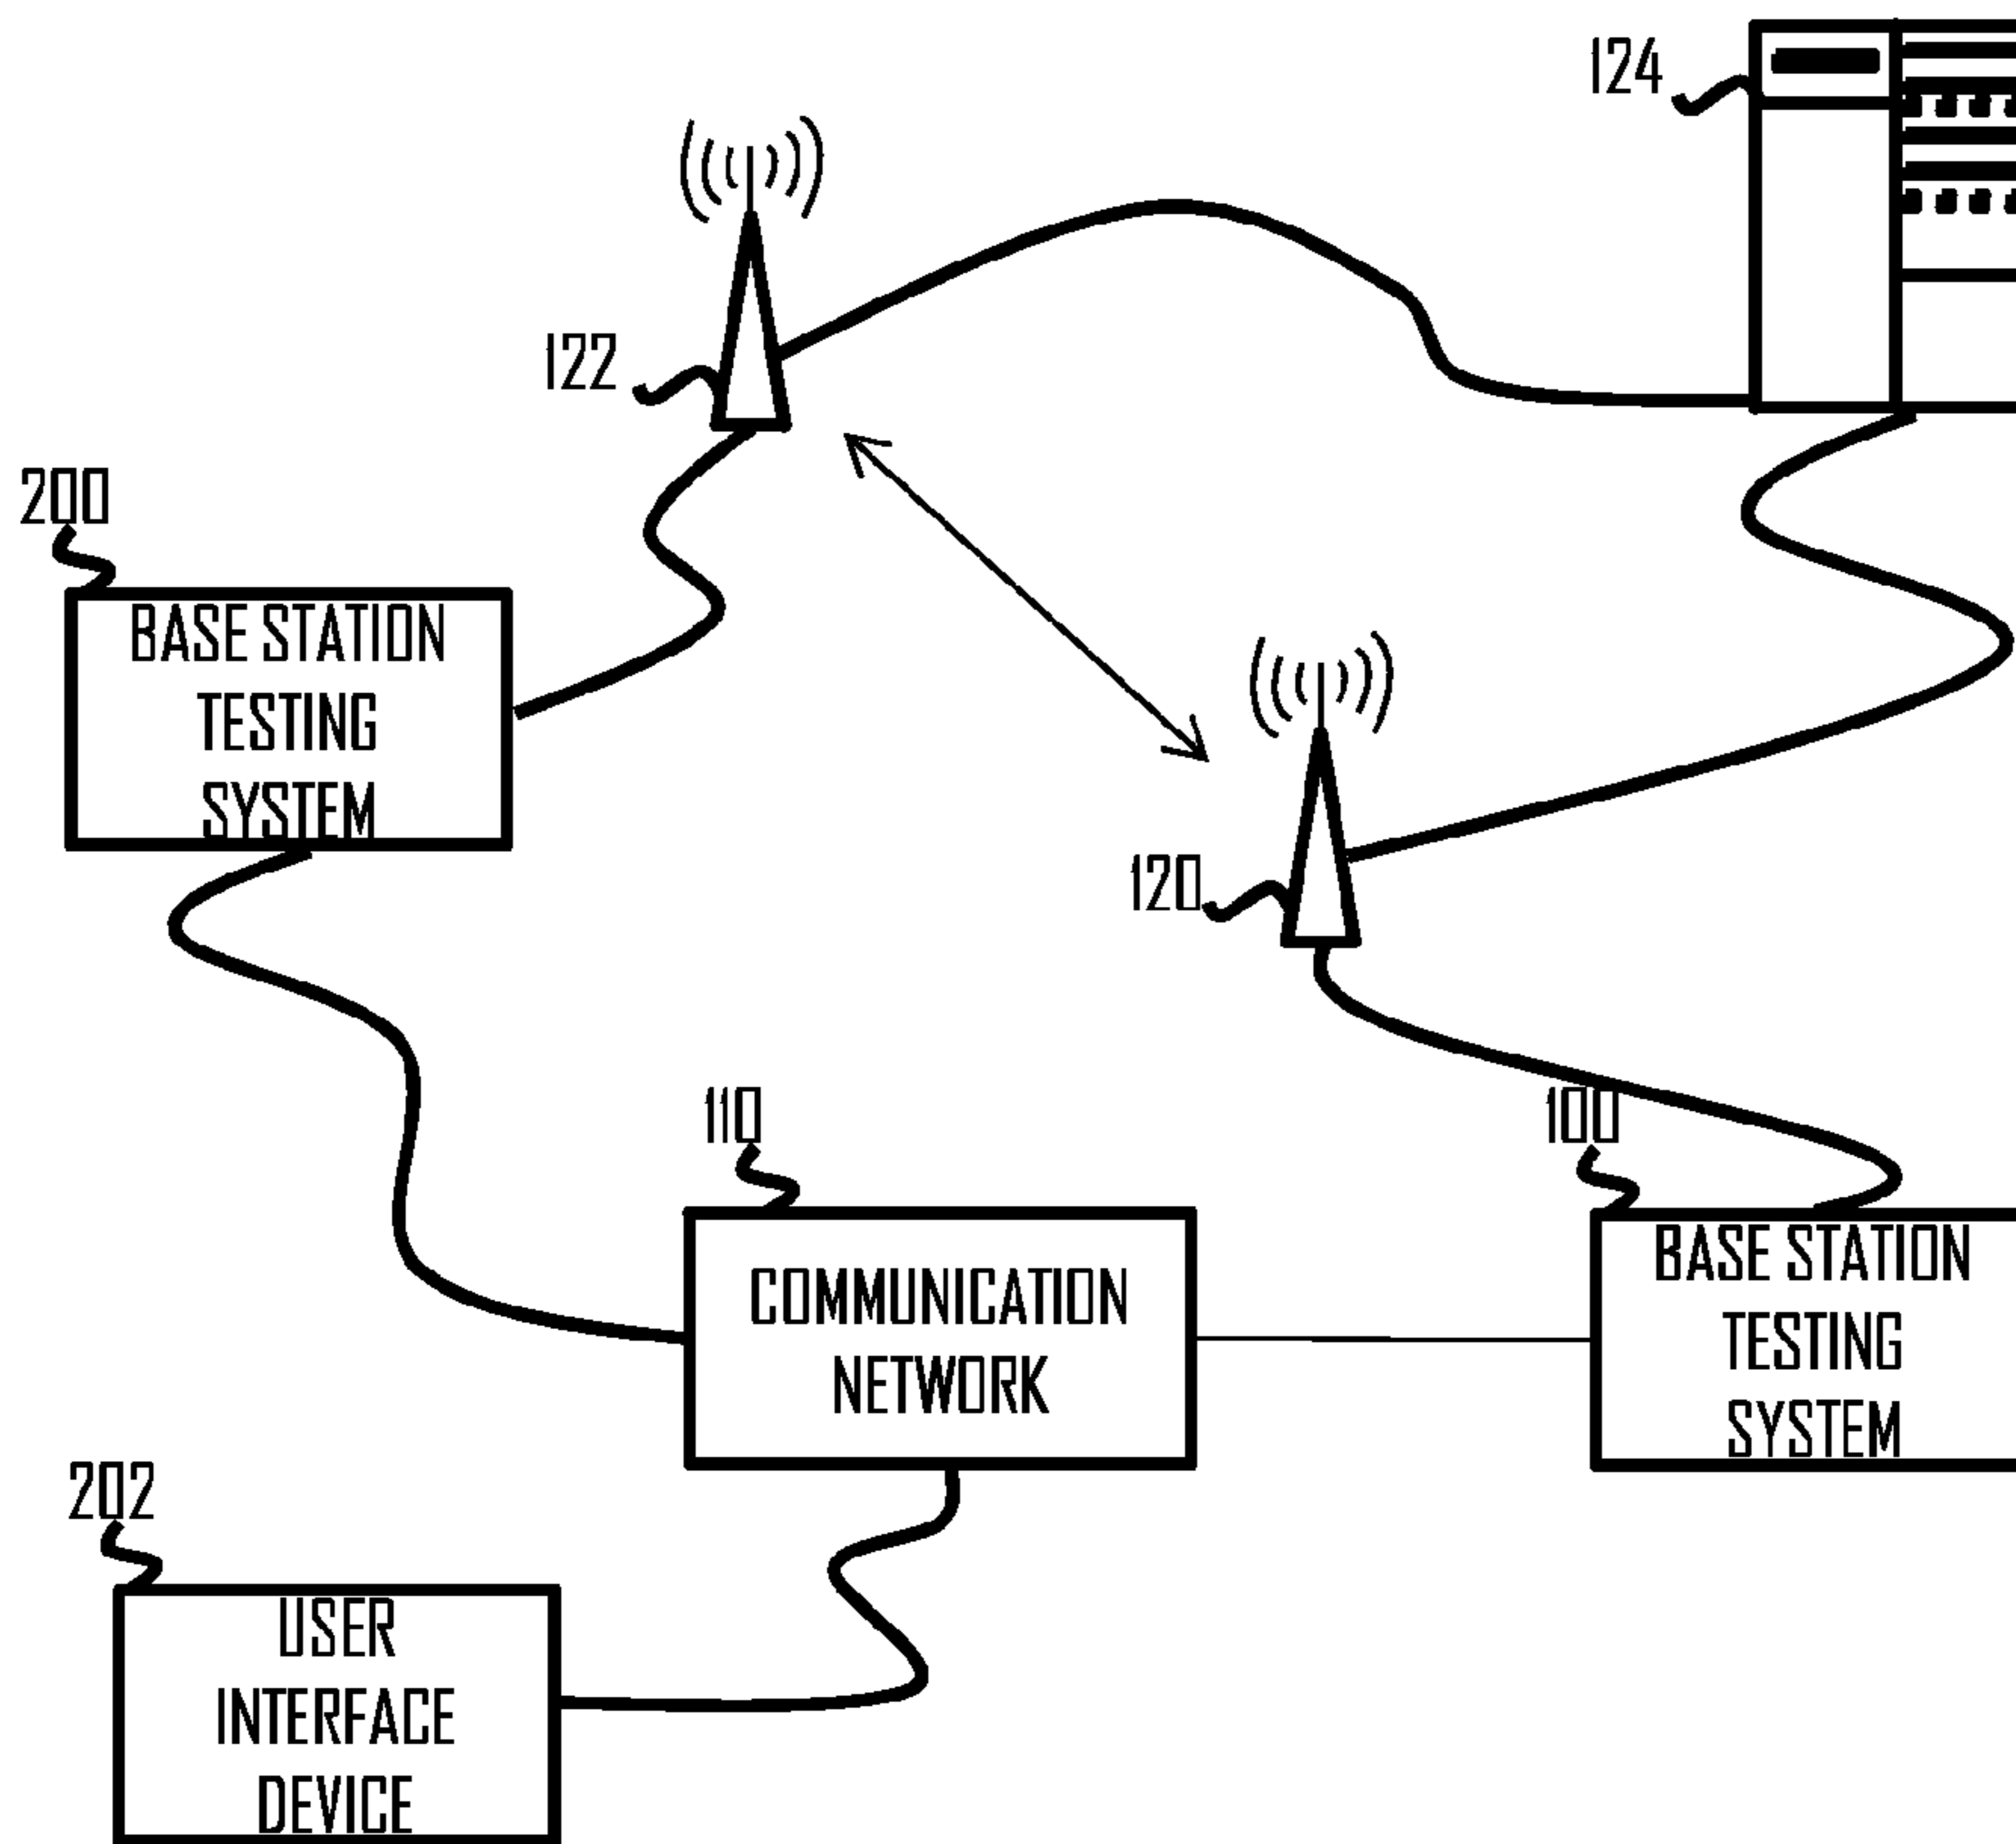 124
122
200
BASE STATION
TESTING
SYSTEM
120
110
100
COMMUNICATION
NETWORK
BASE STATION
TESTING
SYSTEM
202
USER
INTERFACE
DEVICE